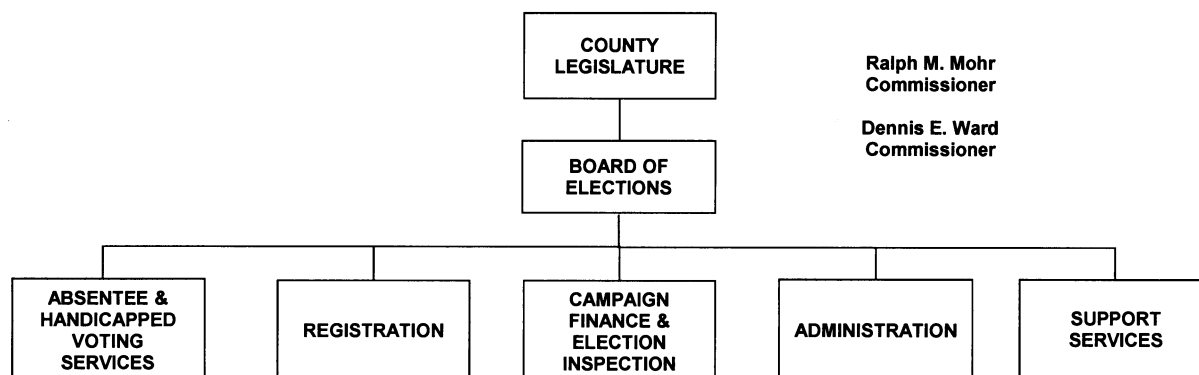 COUNTY
LEGISLATURE
Ralph M. Mohr
Commissioner
Dennis E. Ward
Commissioner
BOARD OF
ELECTIONS
ABSENTEE &
HANDICAPPED
VOTING
SERVICES
REGISTRATION
CAMPAIGN
FINANCE &
ELECTION
INSPECTION
ADMINISTRATION
SUPPORT
SERVICES